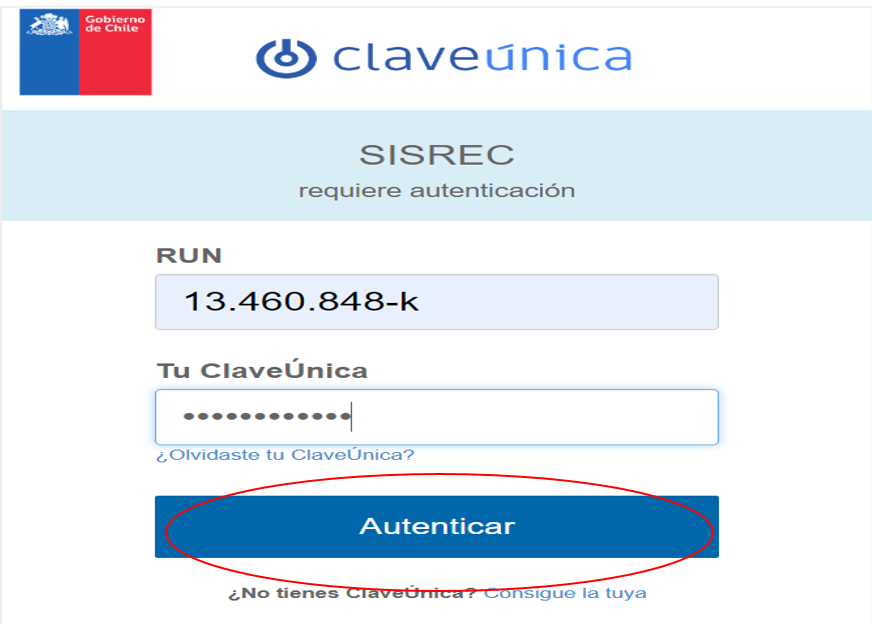 Gobierno
de Chile
claveúnica
SISREC
requiere autenticación
RUN
13.460.848-k
Tu ClaveÚnica
••••••••••••
¿Olvidaste tu ClaveÚnica?
Autenticar
¿No tienes ClaveÚnica? Consigue la tuya